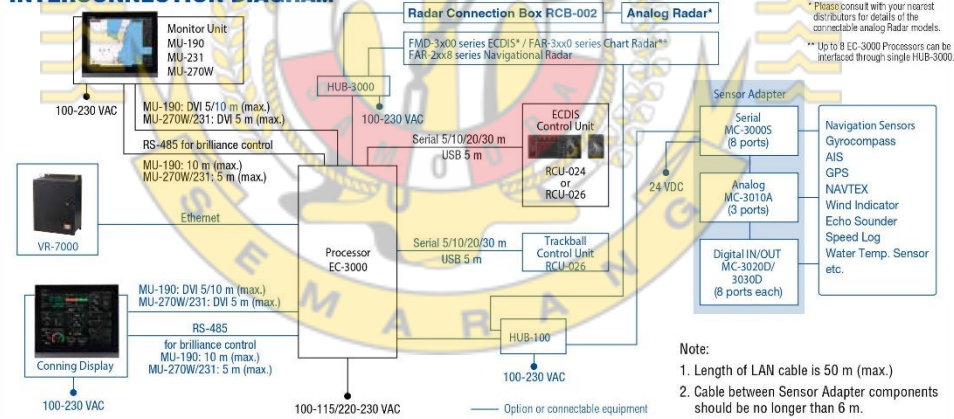 INTERCONNECTION DIAGRAM
Radar Connection Box RCB-002
Analog Radar*
* Please consult with your nearest
distributors for details of the
connectable analog Radar models.
** Up to 8 EC-3000 Processors can be
interfaced through single HUB-3000.
Monitor Unit
MU-190
MU-231
MU-270W
FMD-3x00 series ECDIS* / FAR-3xx0 series Chart Radar**
FAR-2xx8 series Navigational Radar
HUB-3000
100-230 VAC
100-230 VAC
MU-190: DVI 5/10 m (max.)
MU-270W/231: DVI 5 m (max.)
RS-485 for brilliance control
MU-190: 10 m (max.)
MU-270W/231: 5 m (max.)
Serial 5/10/20/30 m
USB 5 m
ECDIS
Control Unit
RCU-024
or
RCU-026
Sensor Adapter
Serial
MC-3000S
(8 ports)
24 VDC
Analog
MC-3010A
(3 ports)
Digital IN/OUT
MC-3020D/
3030D
(8 ports each)
Navigation Sensors
Gyrocompass
AIS
GPS
NAVTEX
Wind Indicator
Echo Sounder
Speed Log
Water Temp. Sensor
etc.
VR-7000
Ethernet
Processor
EC-3000
Serial 5/10/20/30 m
USB 5 m
Trackball
Control Unit
RCU-026
MU-190: DVI 5/10 m (max.)
MU-270W/231: DVI 5 m (max.)
RS-485
for brilliance control
MU-190: 10 m (max.)
MU-270W/231: 5 m (max.)
Conning Display
100-230 VAC
100-115/220-230 VAC
HUB-100
100-230 VAC
Option or connectable equipment
Note:
1. Length of LAN cable is 50 m (max.)
2. Cable between Sensor Adapter components
should be no longer than 6 m.
SEMARANG